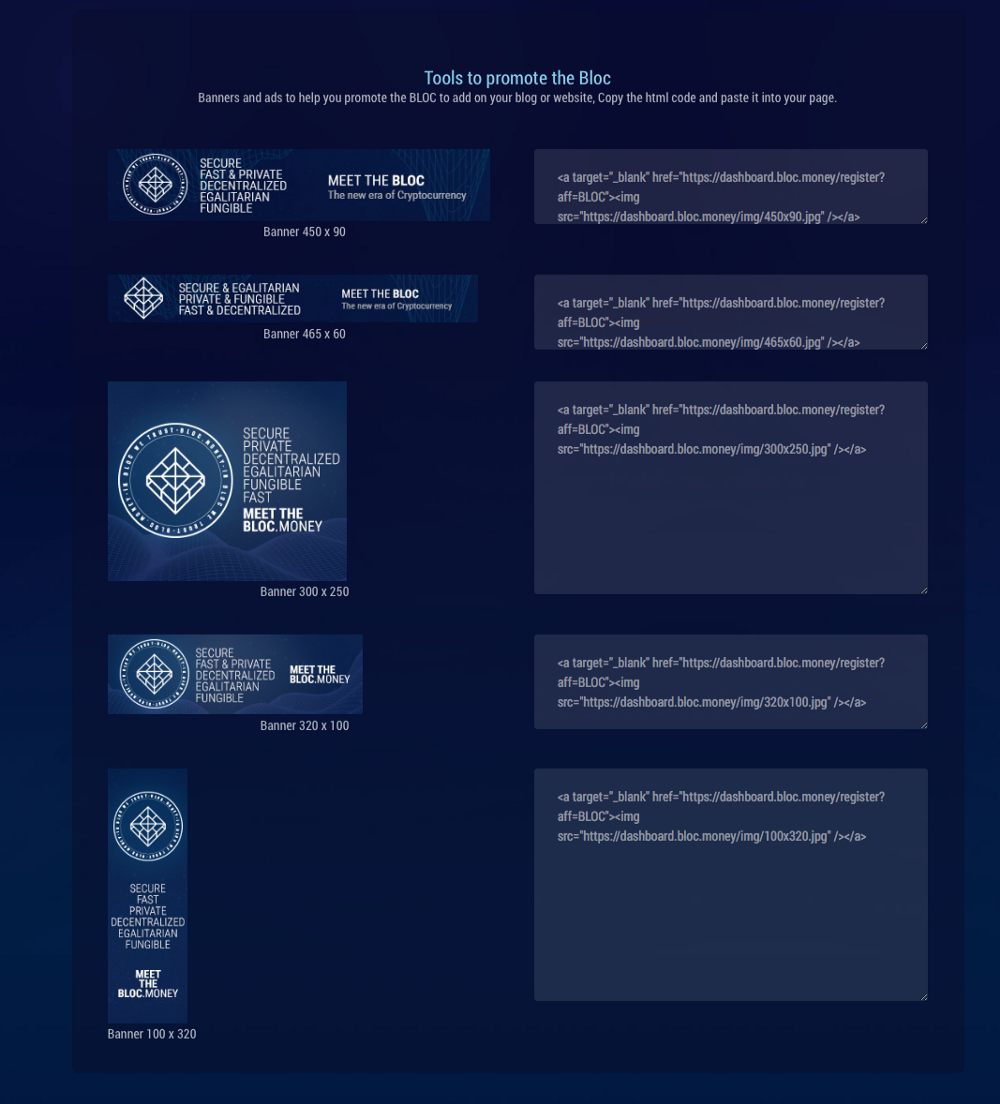 Tools to promote the Bloc
Banners and ads to help you promote the BLOC to add on your blog or website, Copy the html code and paste it into your page.
SECURE
FAST & PRIVATE
DECENTRALIZED
EGALITARIAN
FUNGIBLE
MEET THE BLOC
The new era of Cryptocurrency
Banner 450 x 90
<a target="_blank" href="https://dashboard.bloc.money/register?
aff=BLOC"><img
src="https://dashboard.bloc.money/img/450x90.jpg" /></a>
SECURE & EGALITARIAN
PRIVATE & FUNGIBLE
FAST & DECENTRALIZED
MEET THE BLOC
The new era of Cryptocurrency
Banner 465 x 60
<a target="_blank" href="https://dashboard.bloc.money/register?
aff=BLOC"><img
src="https://dashboard.bloc.money/img/465x60.jpg" /></a>
SECURE
PRIVATE
DECENTRALIZED
EGALITARIAN
FUNGIBLE
FAST
MEET THE
BLOC.MONEY
Banner 300 x 250
<a target="_blank" href="https://dashboard.bloc.money/register?
aff=BLOC"><img
src="https://dashboard.bloc.money/img/300x250.jpg" /></a>
SECURE
FAST & PRIVATE
DECENTRALIZED
EGALITARIAN
FUNGIBLE
MEET THE
BLOC.MONEY
Banner 320 x 100
<a target="_blank" href="https://dashboard.bloc.money/register?
aff=BLOC"><img
src="https://dashboard.bloc.money/img/320x100.jpg" /></a>
SECURE
FAST
PRIVATE
DECENTRALIZED
EGALITARIAN
FUNGIBLE
MEET
THE
BLOC.MONEY
Banner 100 x 320
<a target="_blank" href="https://dashboard.bloc.money/register?
aff=BLOC"><img
src="https://dashboard.bloc.money/img/100x320.jpg" /></a>